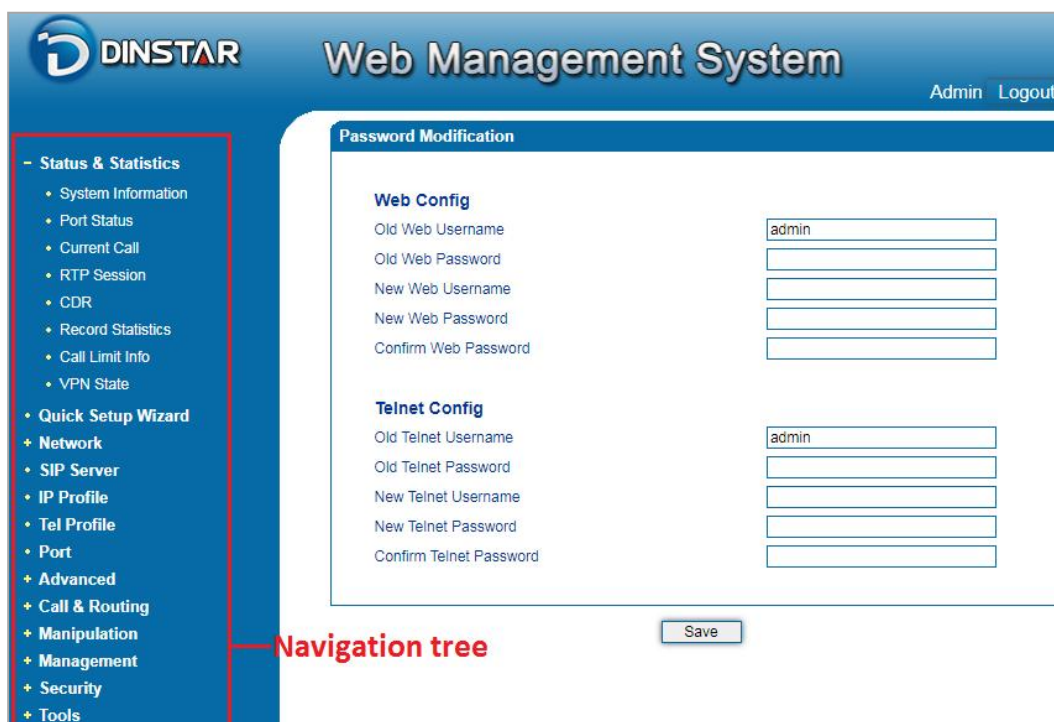 DINSTAR
Web Management System
Admin Logout
− Status & Statistics
• System Information
• Port Status
• Current Call
• RTP Session
• CDR
• Record Statistics
• Call Limit Info
• VPN State
• Quick Setup Wizard
+ Network
• SIP Server
• IP Profile
• Tel Profile
• Port
+ Advanced
+ Call & Routing
+ Manipulation
+ Management
+ Security
+ Tools
Navigation tree
Password Modification
Web Config
Old Web Username admin
Old Web Password
New Web Username
New Web Password
Confirm Web Password
Telnet Config
Old Telnet Username admin
Old Telnet Password
New Telnet Username
New Telnet Password
Confirm Telnet Password
Save